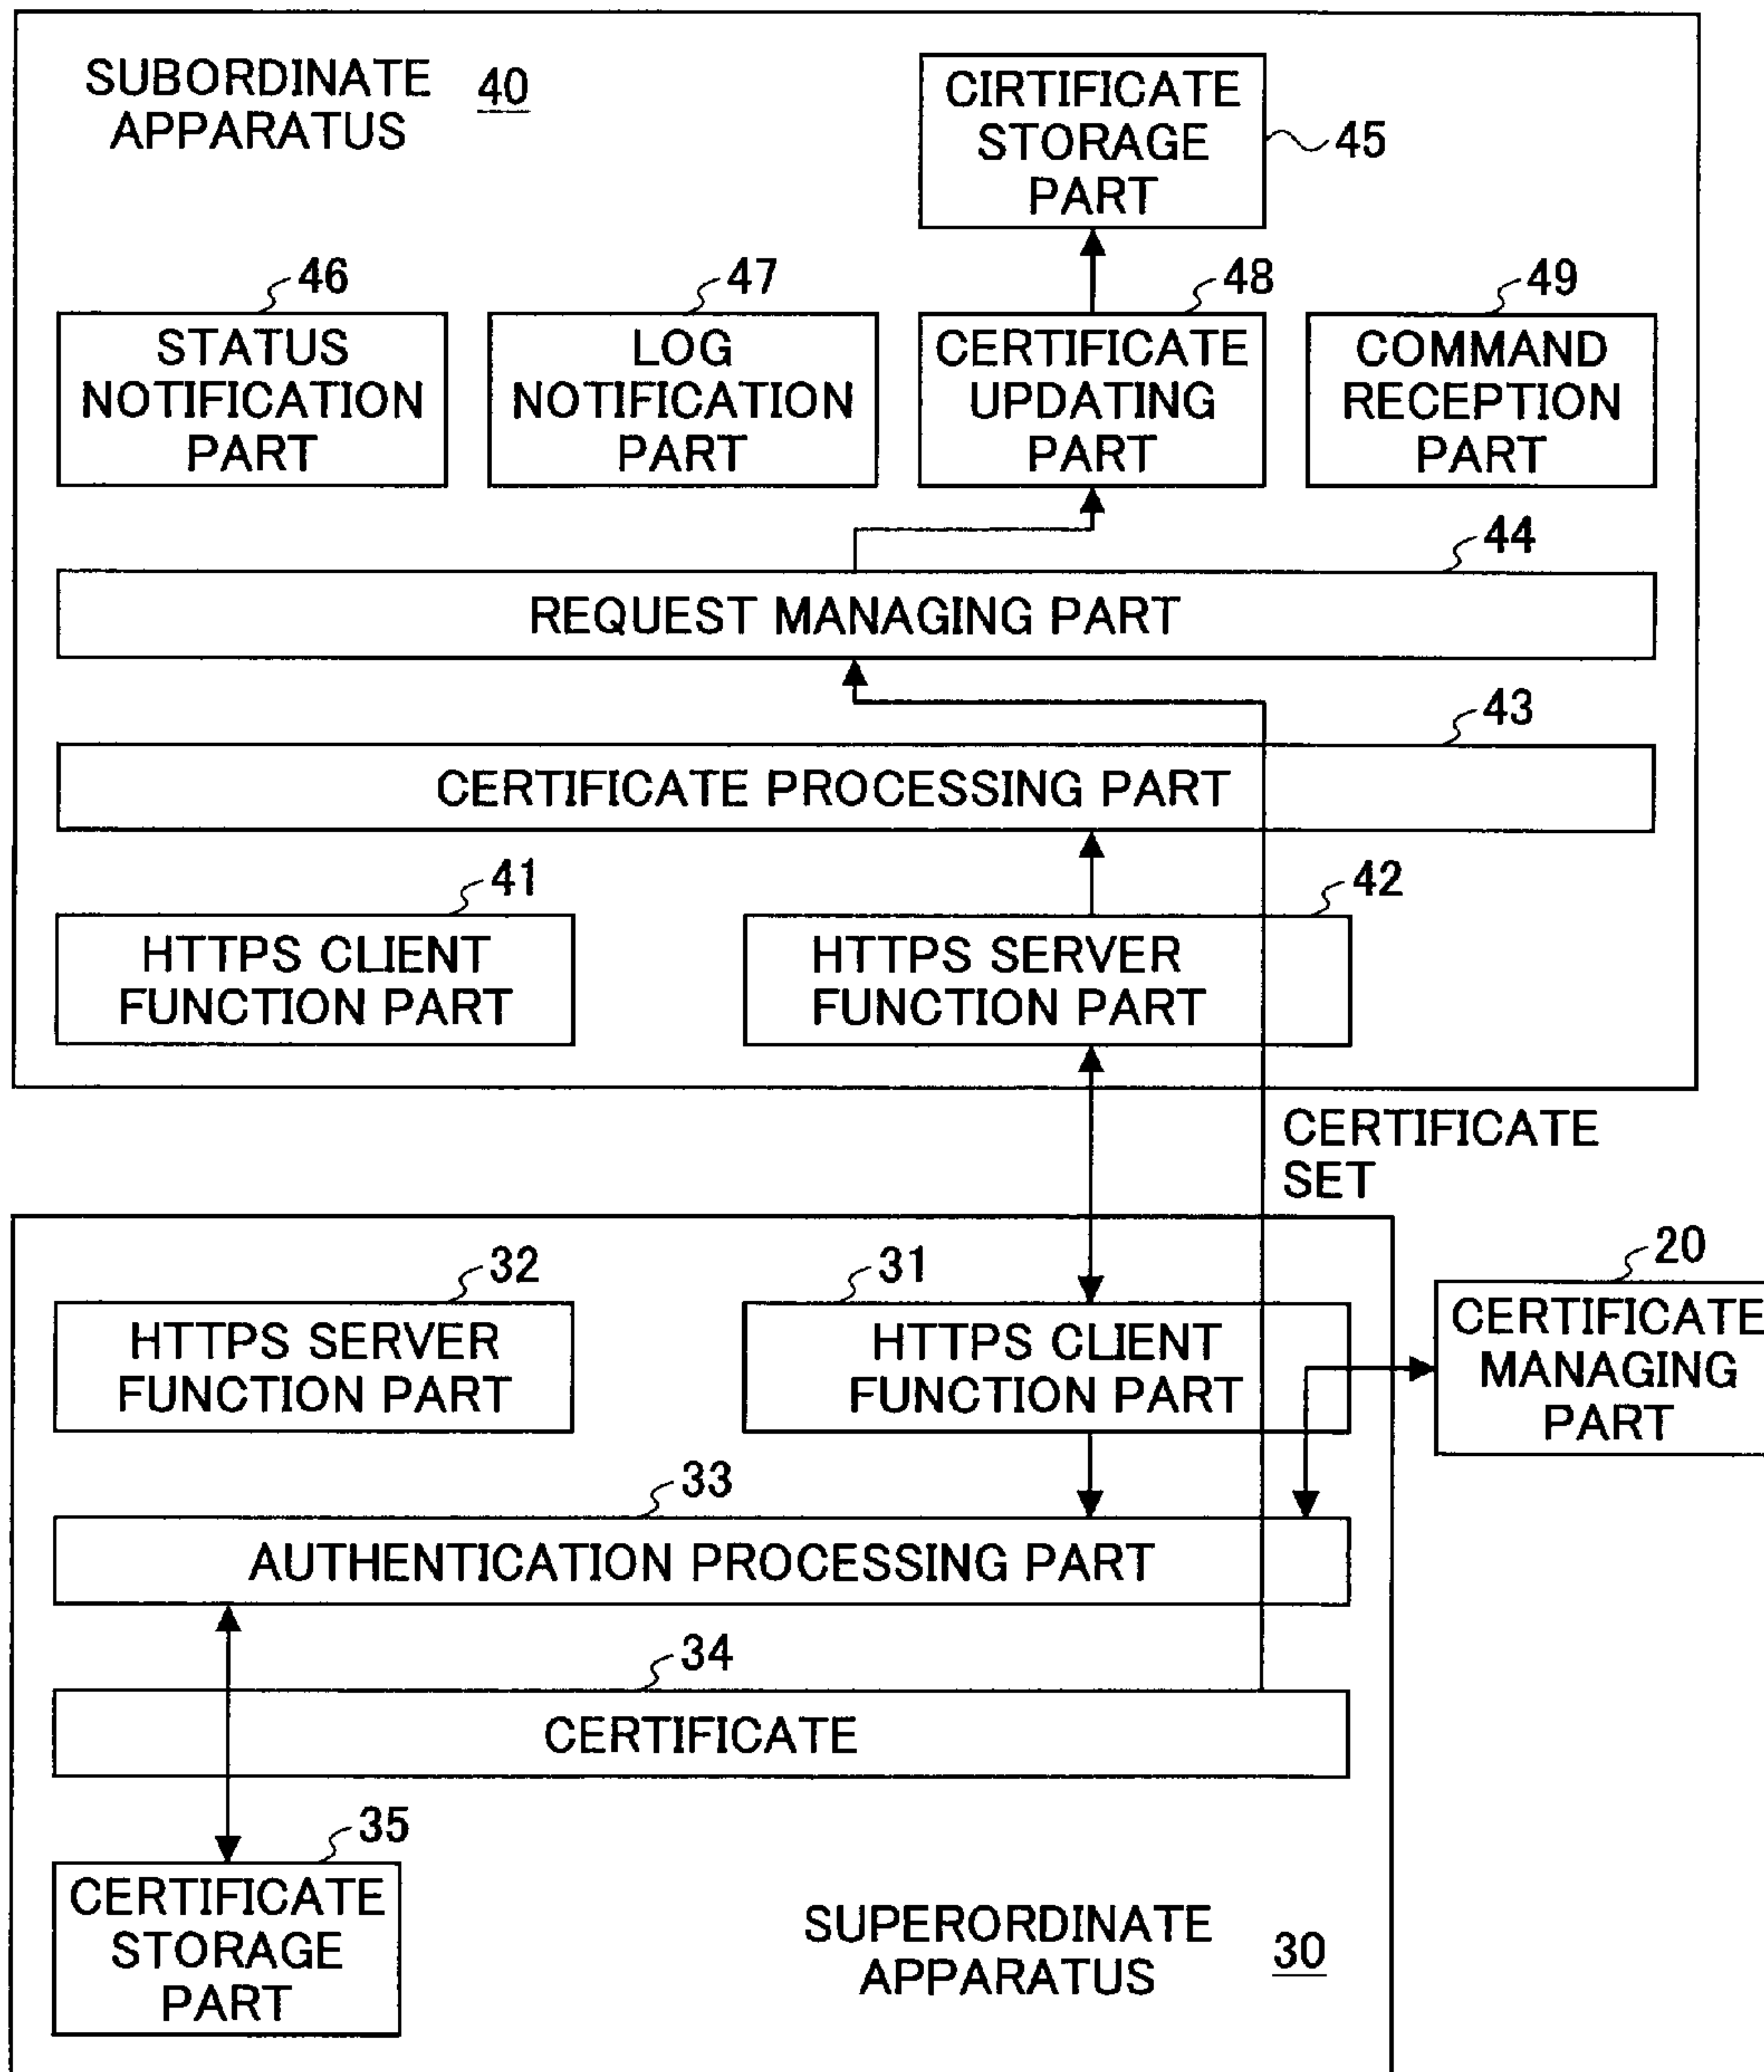 SUBORDINATE
APPARATUS
40
CIRTIFICATE
STORAGE
PART
45
46
STATUS
NOTIFICATION
PART
47
LOG
NOTIFICATION
PART
48
CERTIFICATE
UPDATING
PART
49
COMMAND
RECEPTION
PART
44
REQUEST MANAGING PART
43
CERTIFICATE PROCESSING PART
41
HTTPS CLIENT
FUNCTION PART
42
HTTPS SERVER
FUNCTION PART
CERTIFICATE
SET
32
HTTPS SERVER
FUNCTION PART
31
HTTPS CLIENT
FUNCTION PART
20
CERTIFICATE
MANAGING
PART
33
AUTHENTICATION PROCESSING PART
34
CERTIFICATE
35
CERTIFICATE
STORAGE
PART
SUPERORDINATE
APPARATUS
30